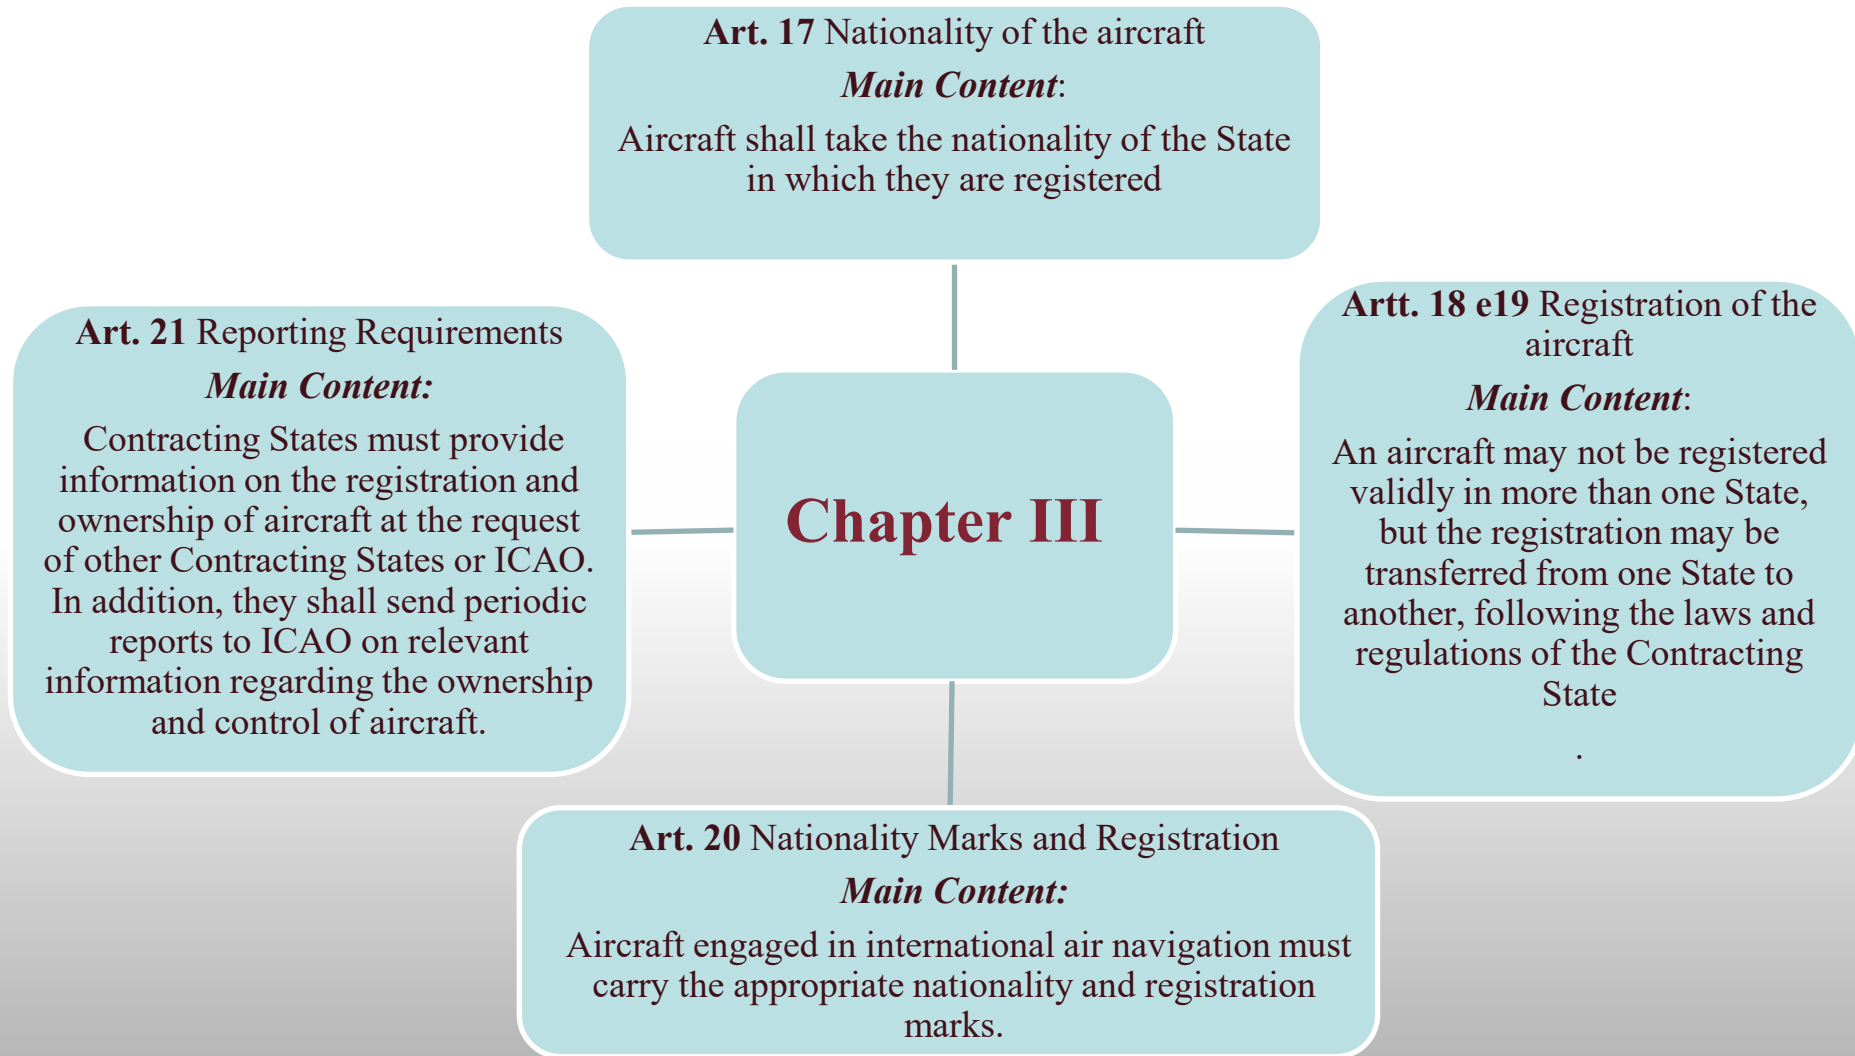 Art. 17 Nationality of the aircraft
Main Content:
Aircraft shall take the nationality of the State
in which they are registered
Art. 21 Reporting Requirements
Main Content:
Contracting States must provide
information on the registration and
ownership of aircraft at the request
of other Contracting States or ICAO.
In addition, they shall send periodic
reports to ICAO on relevant
information regarding the ownership
and control of aircraft.
Chapter III
Artt. 18 e19 Registration of the
aircraft
Main Content:
An aircraft may not be registered
validly in more than one State,
but the registration may be
transferred from one State to
another, following the laws and
regulations of the Contracting
State
.
Art. 20 Nationality Marks and Registration
Main Content:
Aircraft engaged in international air navigation must
carry the appropriate nationality and registration
marks.